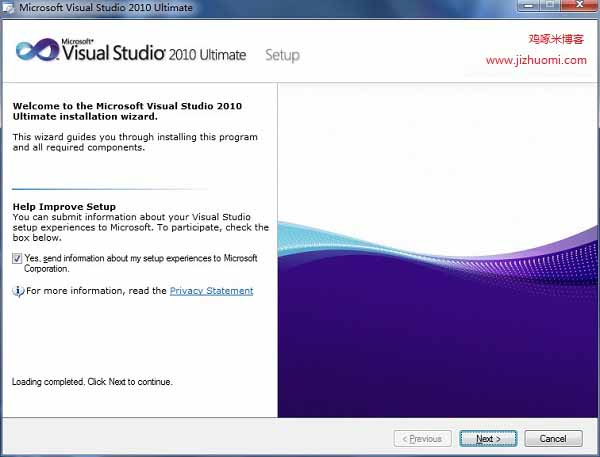 Microsoft Visual Studio 2010 Ultimate
Microsoft®
Visual Studio® 2010 Ultimate Setup
鸡啄米博客
www.jizhuomi.com
Welcome to the Microsoft Visual Studio 2010
Ultimate installation wizard.
This wizard guides you through installing this program
and all required components.
Help Improve Setup
You can submit information about your Visual Studio
setup experiences to Microsoft. To participate, check the
box below.
Yes, send information about my setup experiences to Microsoft
Corporation.
For more information, read the Privacy Statement
Loading completed. Click Next to continue.
< Previous
Next >
Cancel